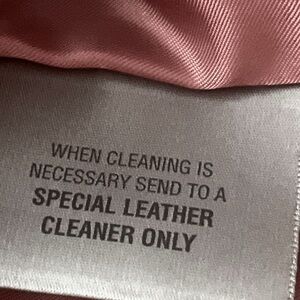 WHEN CLEANING IS
NECESSARY SEND TO A
SPECIAL LEATHER
CLEANER ONLY